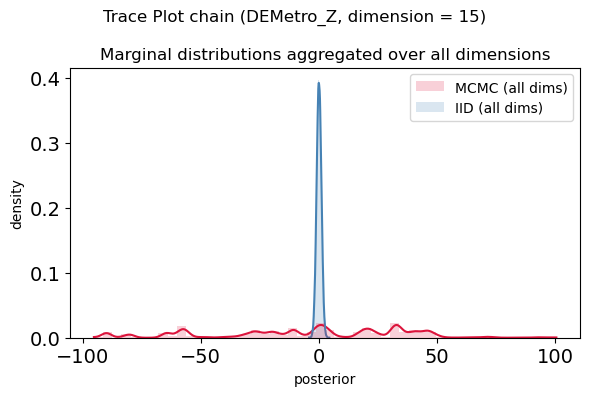 Trace Plot chain (DEMetro_Z, dimension = 15)
Marginal distributions aggregated over all dimensions
MCMC (all dims)
IID (all dims)
density
0.4
0.3
0.2
0.1
0.0
−100
−50
0
50
100
posterior